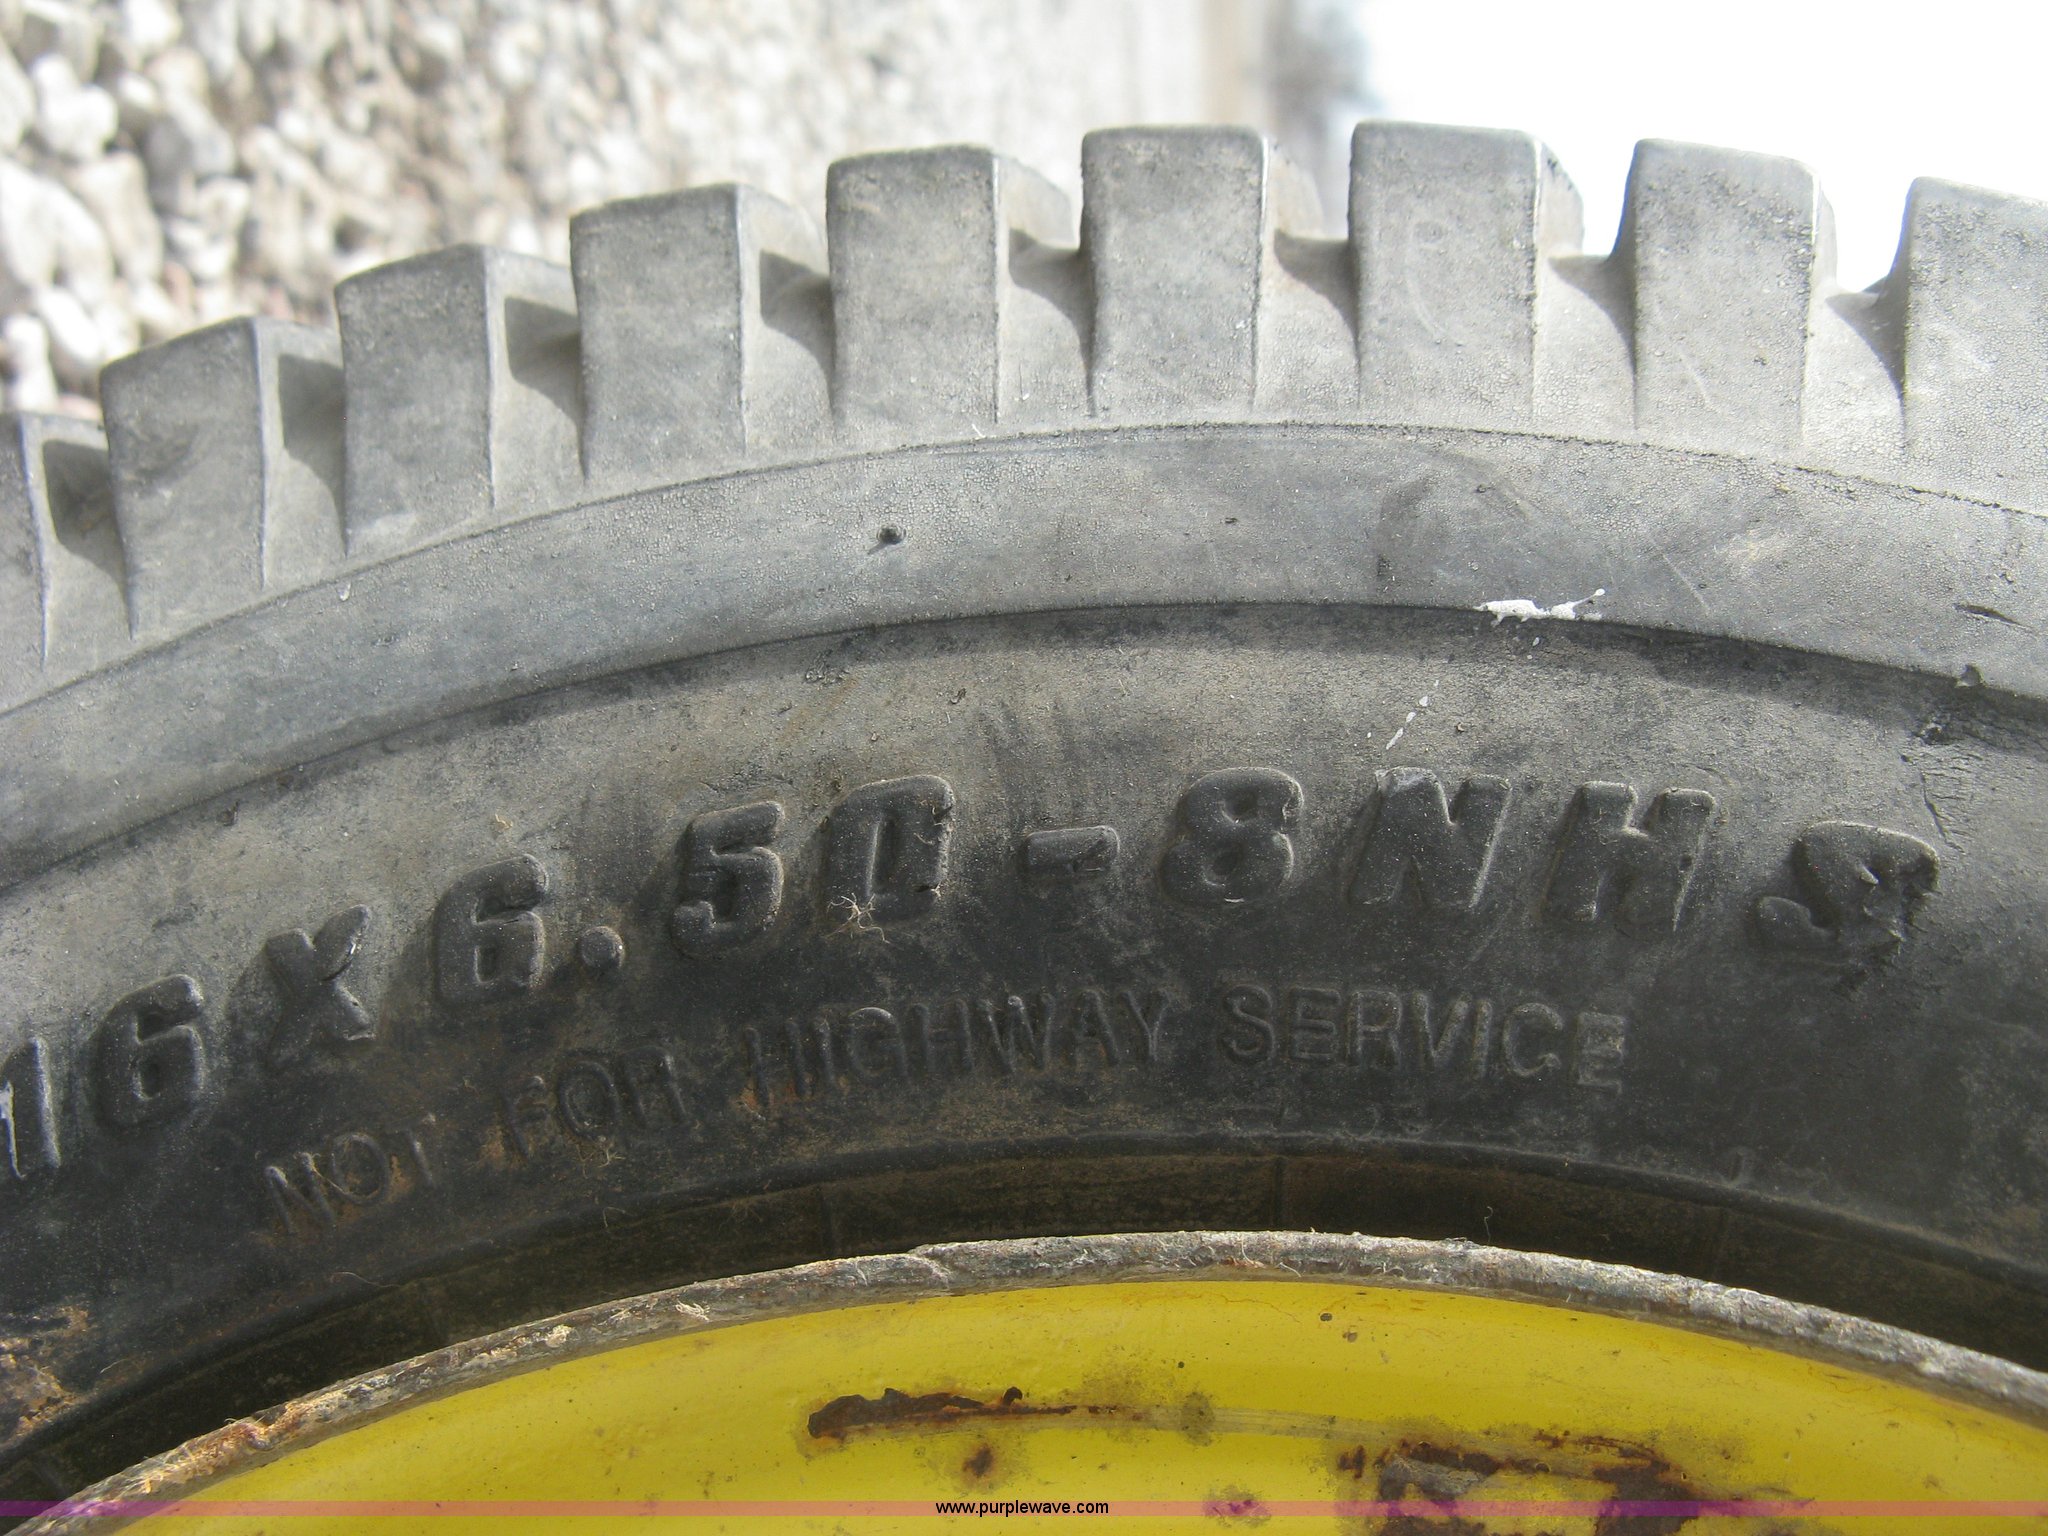 16x6.50-8NHS
NOT FOR HIGHWAY SERVICE
www.purplewave.com